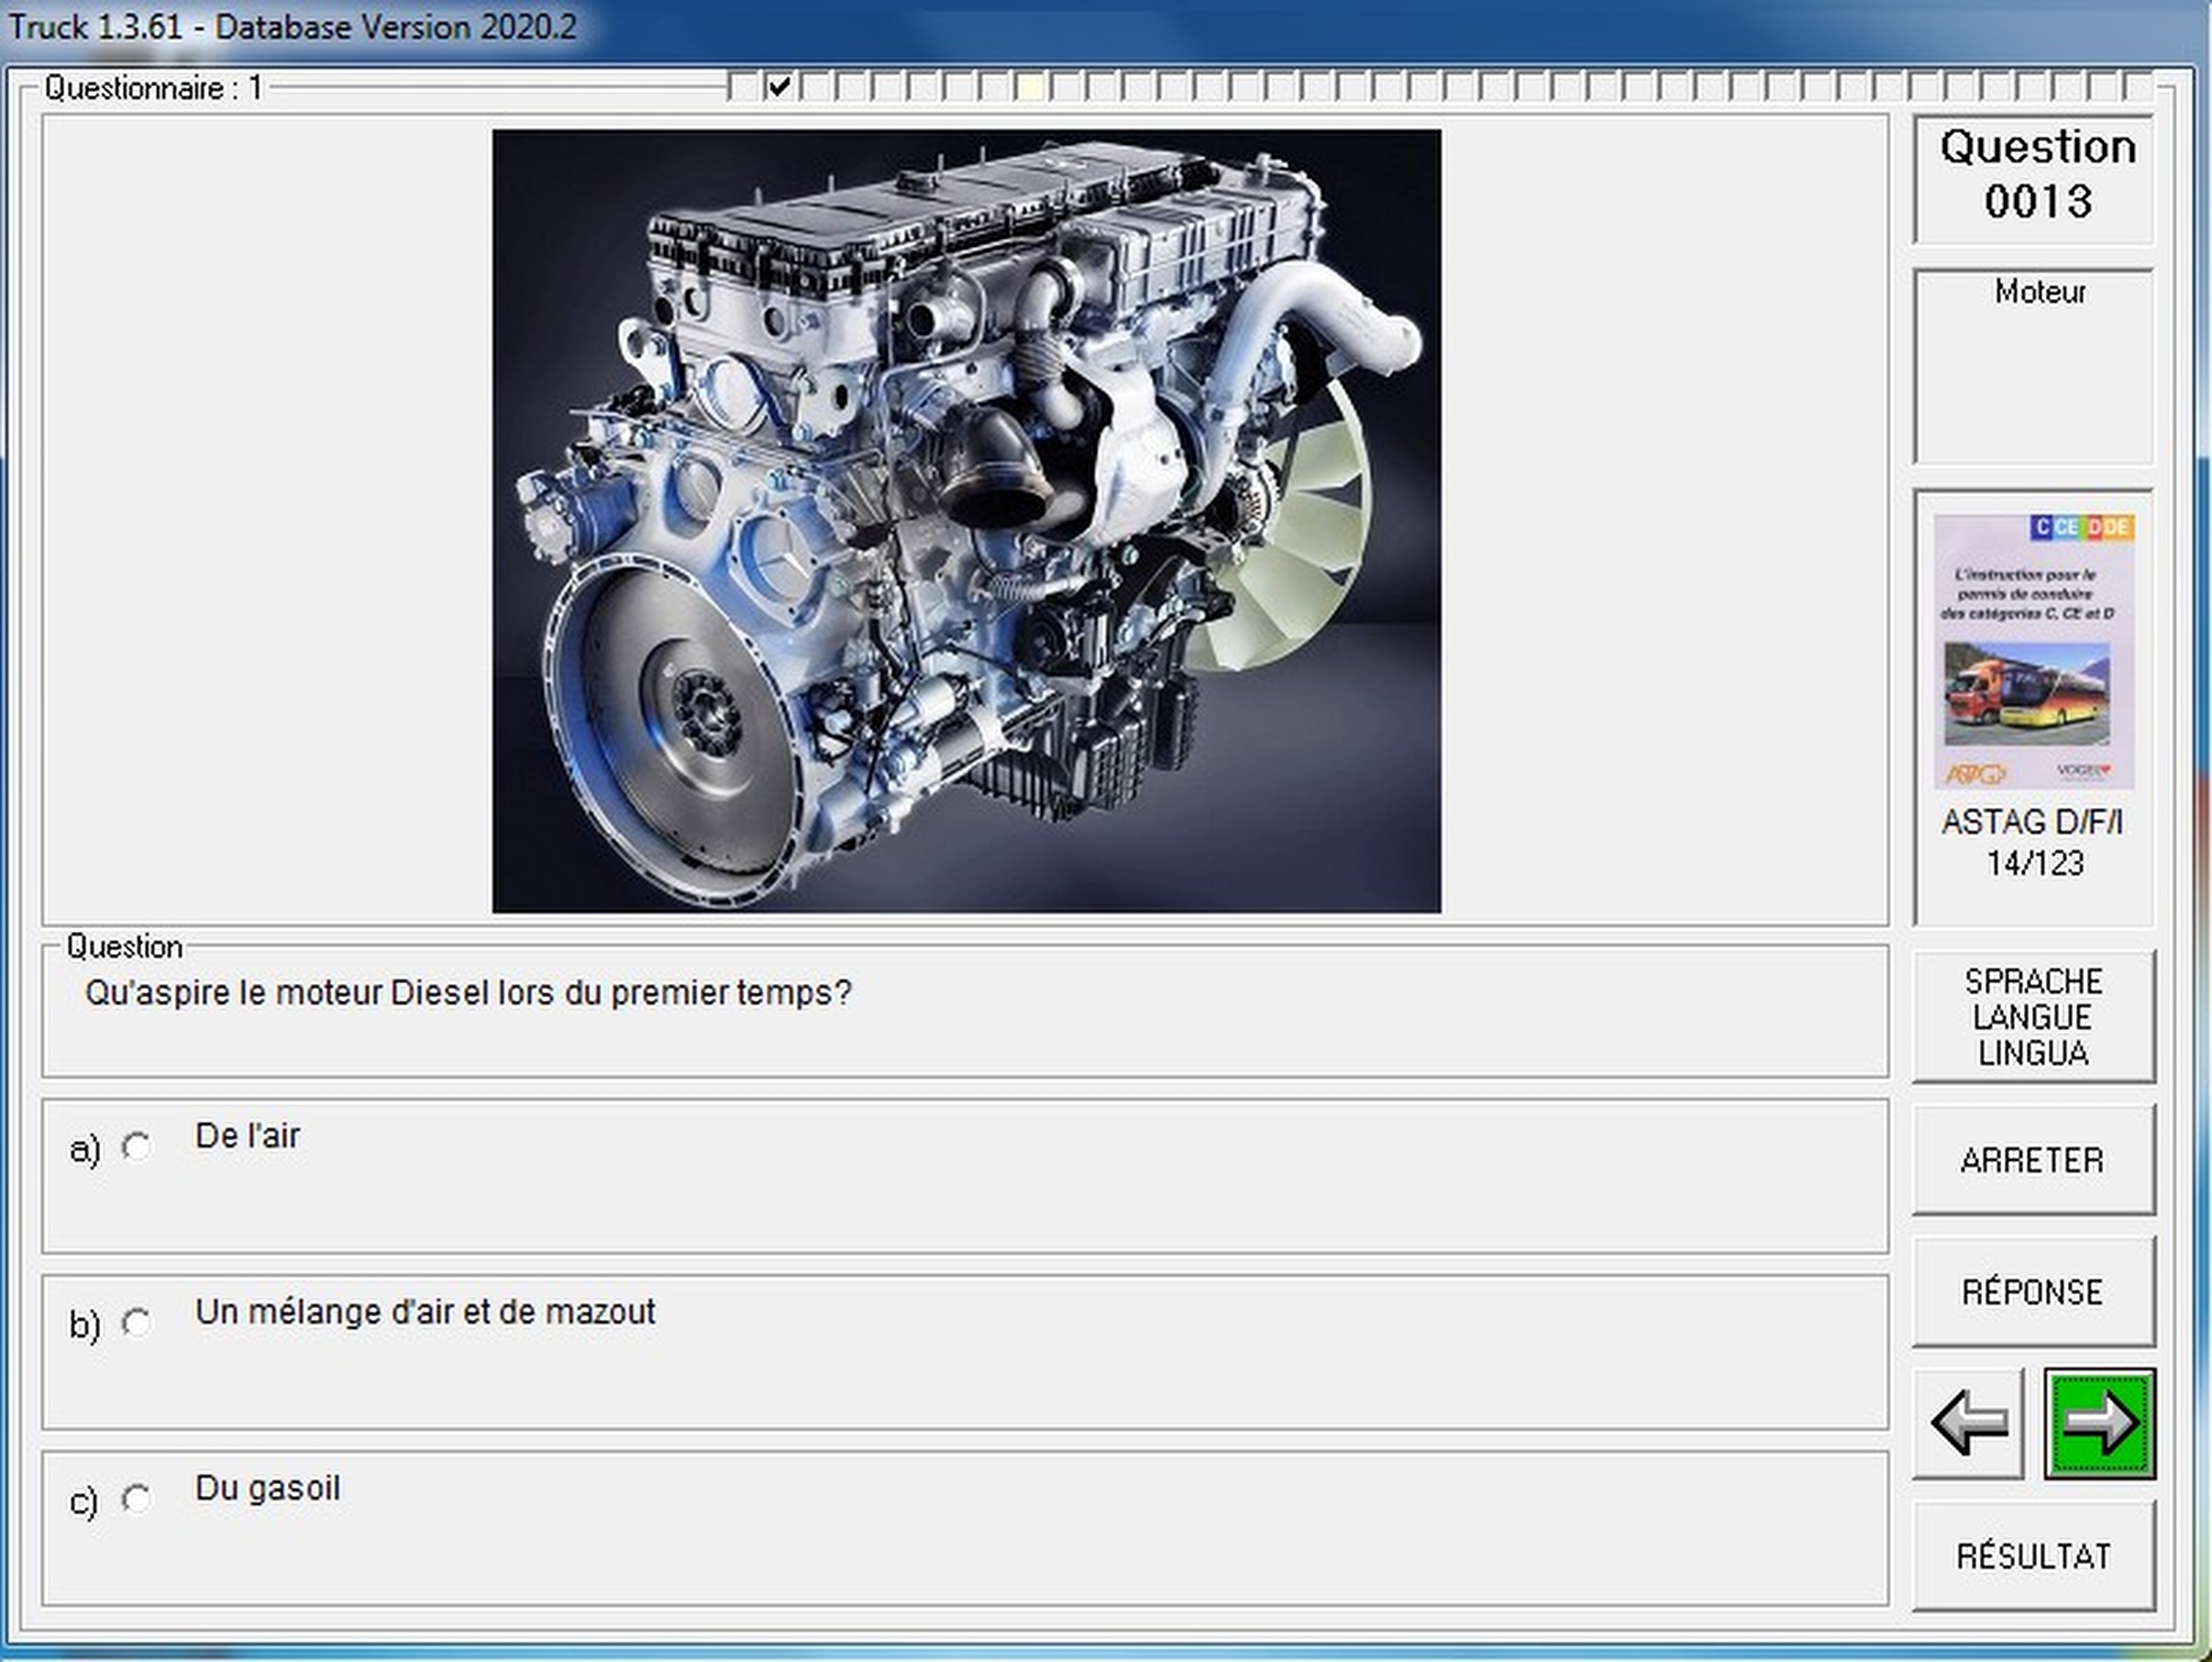 Truck 1.3.61 - Database Version 2020.2
Questionnaire : 1
Question
0013
Moteur
C CE D DE
L'instruction pour le
permis de conduire
des catégories C, CE et D
ASTAG
VOGEL
ASTAG D/F/I
14/123
Question
Qu'aspire le moteur Diesel lors du premier temps?
SPRACHE
LANGUE
LINGUA
a) De l'air
ARRETER
b) Un mélange d'air et de mazout
RÉPONSE
c) Du gasoil
RÉSULTAT